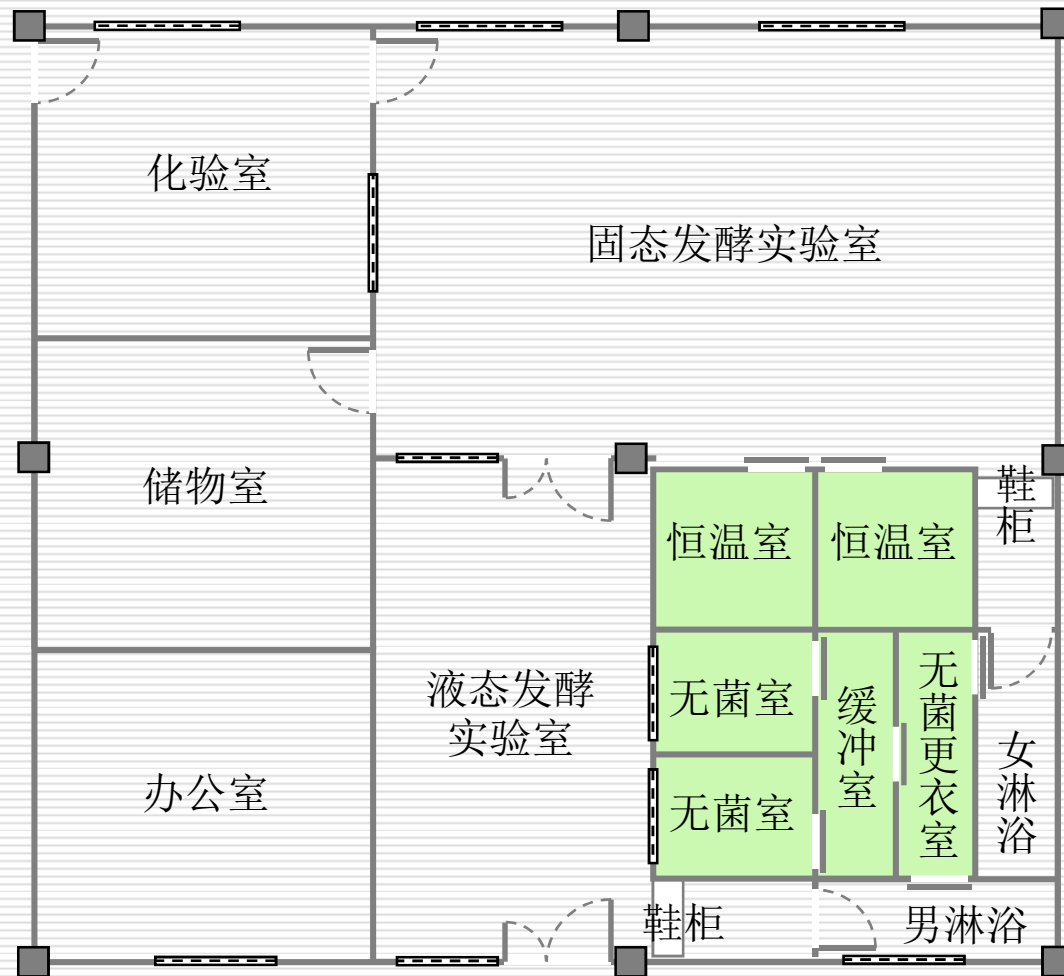 化验室
固态发酵实验室
储物室
鞋柜
恒温室
恒温室
液态发酵
实验室
无菌室
缓冲室
无菌更衣室
女淋浴
办公室
无菌室
鞋柜
男淋浴